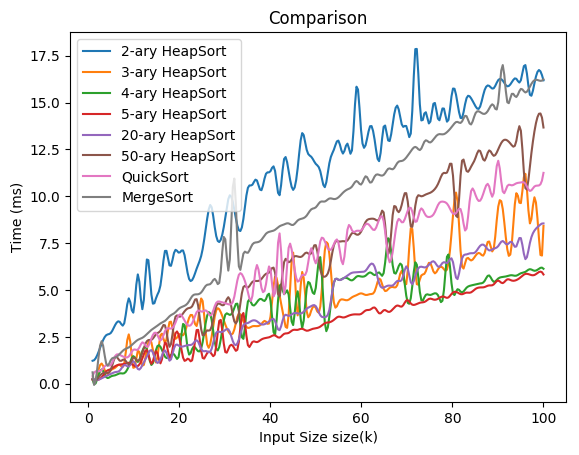 Comparison
2-ary HeapSort
3-ary HeapSort
4-ary HeapSort
5-ary HeapSort
20-ary HeapSort
50-ary HeapSort
QuickSort
MergeSort
Time (ms)
17.5
15.0
12.5
10.0
7.5
5.0
2.5
0.0
0 20 40 60 80 100
Input Size size(k)